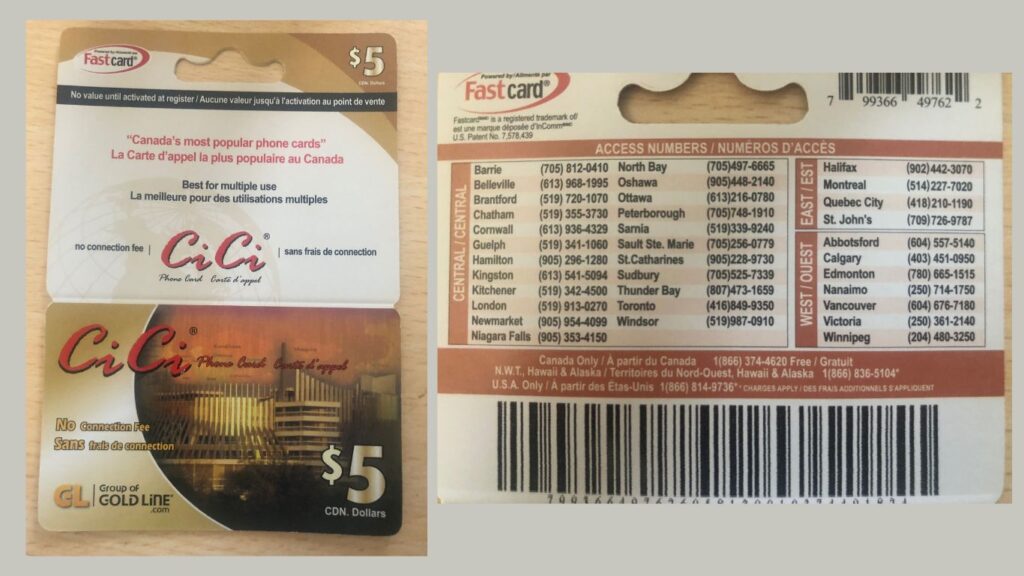 Powered by/Alimenté par
Fastcard®
$5
CDN. Dollars
No value until activated at register / Aucune valeur jusqu'à l'activation au point de vente
"Canada's most popular phone cards"
La Carte d'appel la plus populaire au Canada
Best for multiple use
La meilleure pour des utilisations multiples
no connection fee | CiCi® | sans frais de connection
Phone Card Carte d'appel
CiCi® Phone Card Carte d'appel
No Connection Fee
Sans frais de connection
$5
CDN. Dollars
GL Group of
GOLD LINE™
.com
Powered by/Alimenté par
Fastcard®
Fastcard is a registered trademark of/
est une marque déposée d'InComm
U.S. Patent No. 7,578,439
7 99366 49762 2
ACCESS NUMBERS / NUMÉROS D'ACCÈS
CENTRAL / CENTRAL
Barrie (705) 812-0410 North Bay (705)497-6665
Belleville (613) 968-1995 Oshawa (905)448-2140
Brantford (519) 720-1070 Ottawa (613)216-0780
Chatham (519) 355-3730 Peterborough (705)748-1910
Cornwall (613) 936-4329 Sarnia (519)339-9240
Guelph (519) 341-1060 Sault Ste. Marie (705)256-0779
Hamilton (905) 296-1280 St.Catharines (905)228-9730
Kingston (613) 541-5094 Sudbury (705)525-7339
Kitchener (519) 342-4500 Thunder Bay (807)473-1659
London (519) 913-0270 Toronto (416)849-9350
Newmarket (905) 954-4099 Windsor (519)987-0910
Niagara Falls (905) 353-4150
EAST / EST
Halifax (902)442-3070
Montreal (514)227-7020
Quebec City (418)210-1190
St. John's (709)726-9787
WEST / OUEST
Abbotsford (604) 557-5140
Calgary (403) 451-0950
Edmonton (780) 665-1515
Nanaimo (250) 714-1750
Vancouver (604) 676-7180
Victoria (250) 361-2140
Winnipeg (204) 480-3250
Canada Only / À partir du Canada 1(866) 374-4620 Free / Gratuit
N.W.T., Hawaii & Alaska / Territoires du Nord-Ouest, Hawaii & Alaska 1(866) 836-5104*
U.S.A. Only / À partir des Etas-Unis 1(866) 814-9736* * CHARGES APPLY / DES FRAIS ADDITIONNELS S'APPLIQUENT